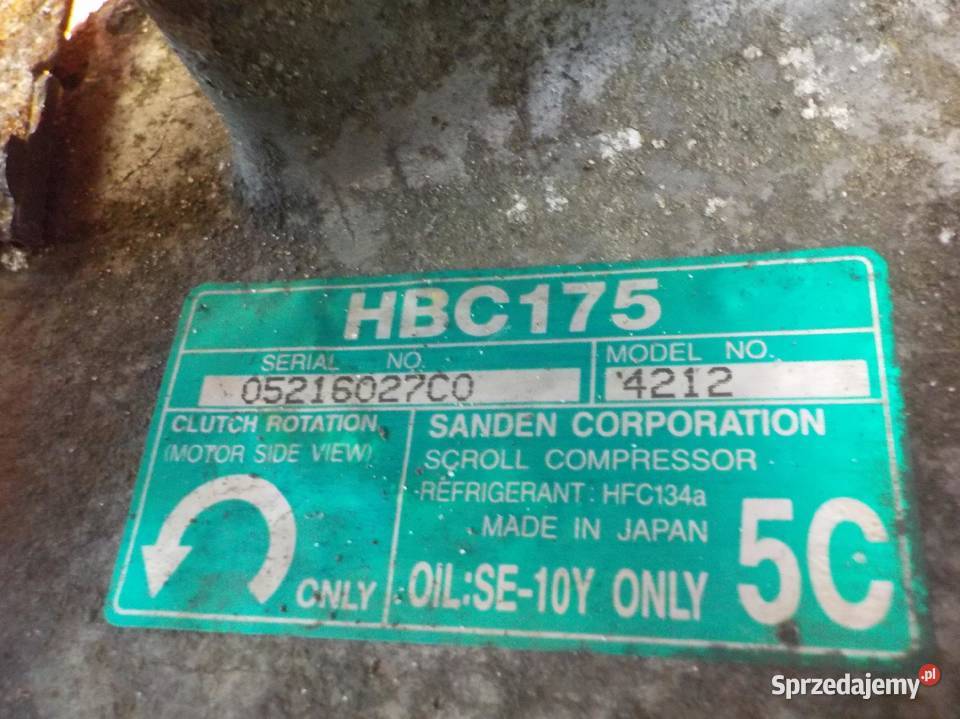 HBC175
SERIAL NO.
05216027C0
MODEL NO.
4212
CLUTCH ROTATION
(MOTOR SIDE VIEW)
ONLY
SANDEN CORPORATION
SCROLL COMPRESSOR
REFRIGERANT : HFC134a
MADE IN JAPAN
OIL:SE-10Y ONLY
5C
Sprzedajemy.pl